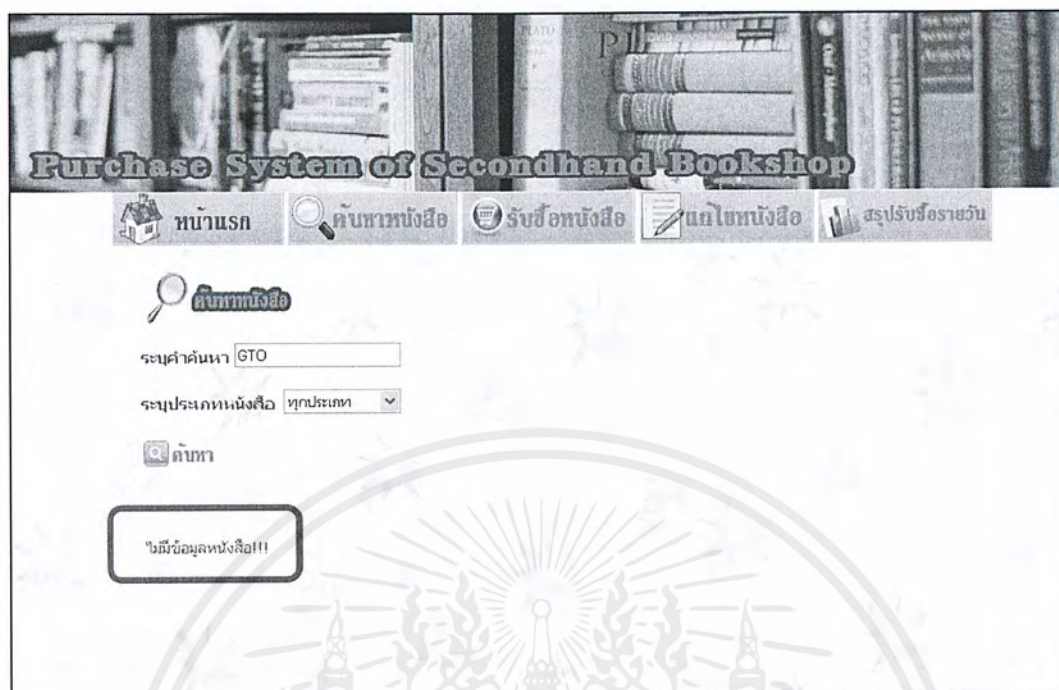 PLATO
Purchase System of Secondhand Bookshop
หน้าแรก ค้นหาหนังสือ รับซื้อหนังสือ แก้ไขหนังสือ สรุปรับซื้อรายวัน
ค้นหาหนังสือ
ระบุคำค้นหา GTO
ระบุประเภทหนังสือ ทุกประเภท
ค้นหา
ไม่มีข้อมูลหนังสือ!!!